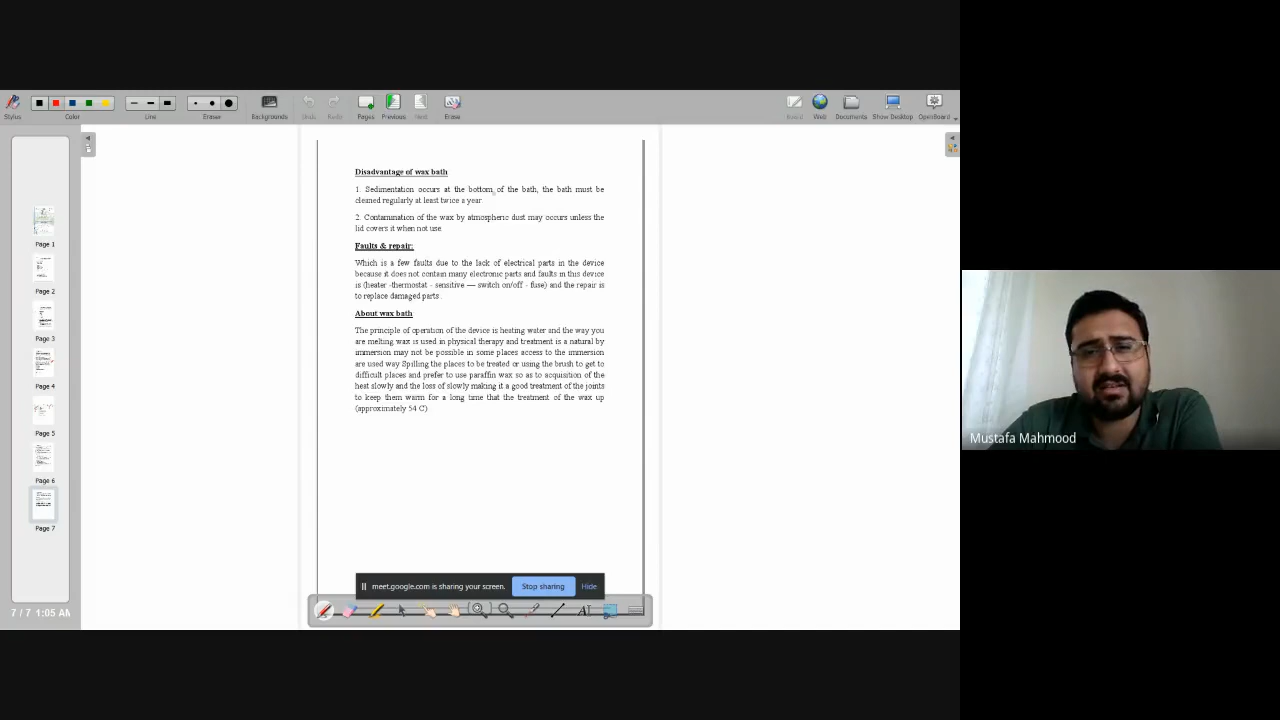 Stylus
Color
Line
Eraser
Backgrounds
Undo
Redo
Pages
Previous
Next
Erase
Board
Web
Documents
Show Desktop
OpenBoard
Page 1
Page 2
Page 3
Page 4
Page 5
Page 6
Page 7
7 / 7 1:05 AM
Disadvantage of wax bath
1. Sedimentation occurs at the bottom of the bath, the bath must be
cleaned regularly at least twice a year
2. Contamination of the wax by atmospheric dust may occurs unless the
lid covers it when not use.
Faults & repair:
Which is a few faults due to the lack of electrical parts in the device
because it does not contain many electronic parts and faults in this device
is (heater -thermostat - sensitive — switch on/off - fuse) and the repair is
to replace damaged parts.
About wax bath
The principle of operation of the device is heating water and the way you
are melting wax is used in physical therapy and treatment is a natural by
immersion may not be possible in some places access to the immersion
are used way Spilling the places to be treated or using the brush to get to
difficult places and prefer to use paraffin wax so as to acquisition of the
heat slowly and the loss of slowly making it a good treatment of the joints
to keep them warm for a long time that the treatment of the wax up
(approximately 54 C)
meet.google.com is sharing your screen.
Stop sharing
Hide
Mustafa Mahmood